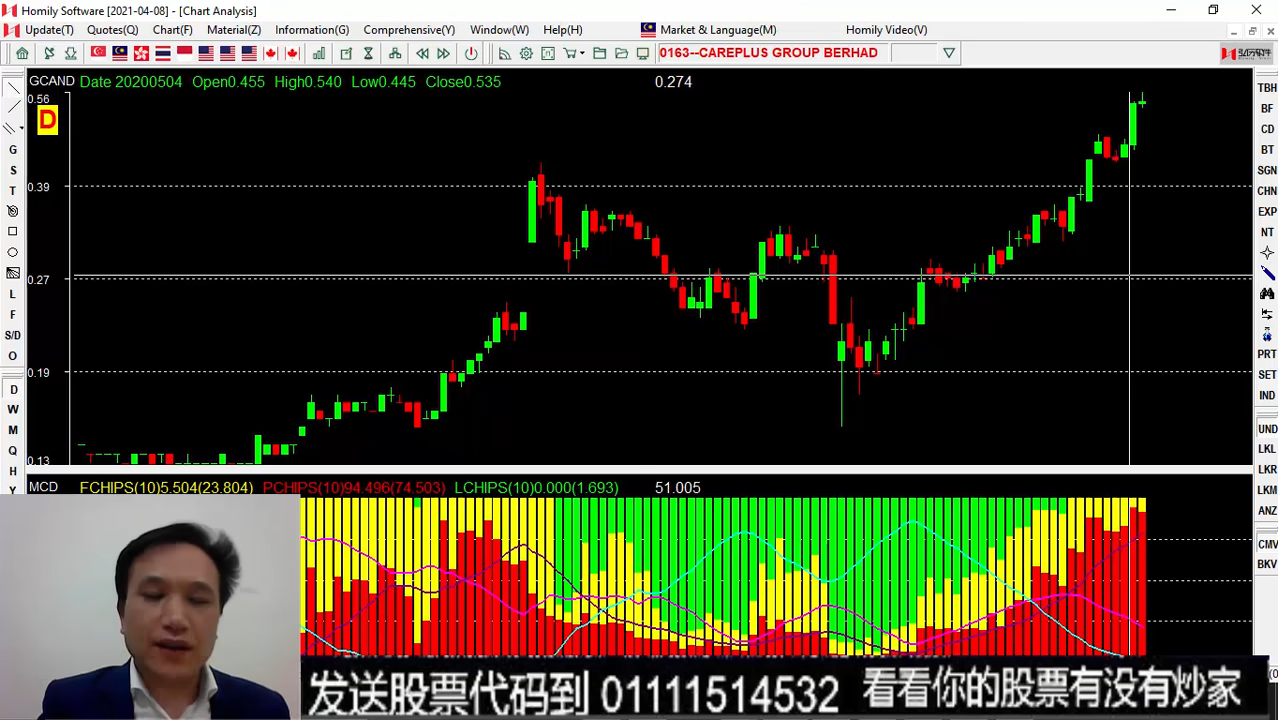 Homily Software [2021-04-08] - [Chart Analysis]
Update(T) Quotes(Q) Chart(F) Material(Z) Information(G) Comprehensive(Y) Window(W) Help(H) Market & Language(M) Homily Video(V)
0163--CAREPLUS GROUP BERHAD
GCAND Date 20200504 Open0.455 High0.540 Low0.445 Close0.535 0.274
0.56
D
0.39
0.27
0.19
0.13
G
S
T
L
F
S/D
O
D
W
M
Q
H
Y
TBH
BF
CD
BT
SGN
CHN
EXP
NT
PRT
SET
IND
UND
LKL
LKR
LKM
ANZ
CMV
BKV
MCD FCHIPS(10)5.504(23.804) PCHIPS(10)94.496(74.503) LCHIPS(10)0.000(1.693) 51.005
发送股票代码到 01111514532 看看你的股票有没有炒家